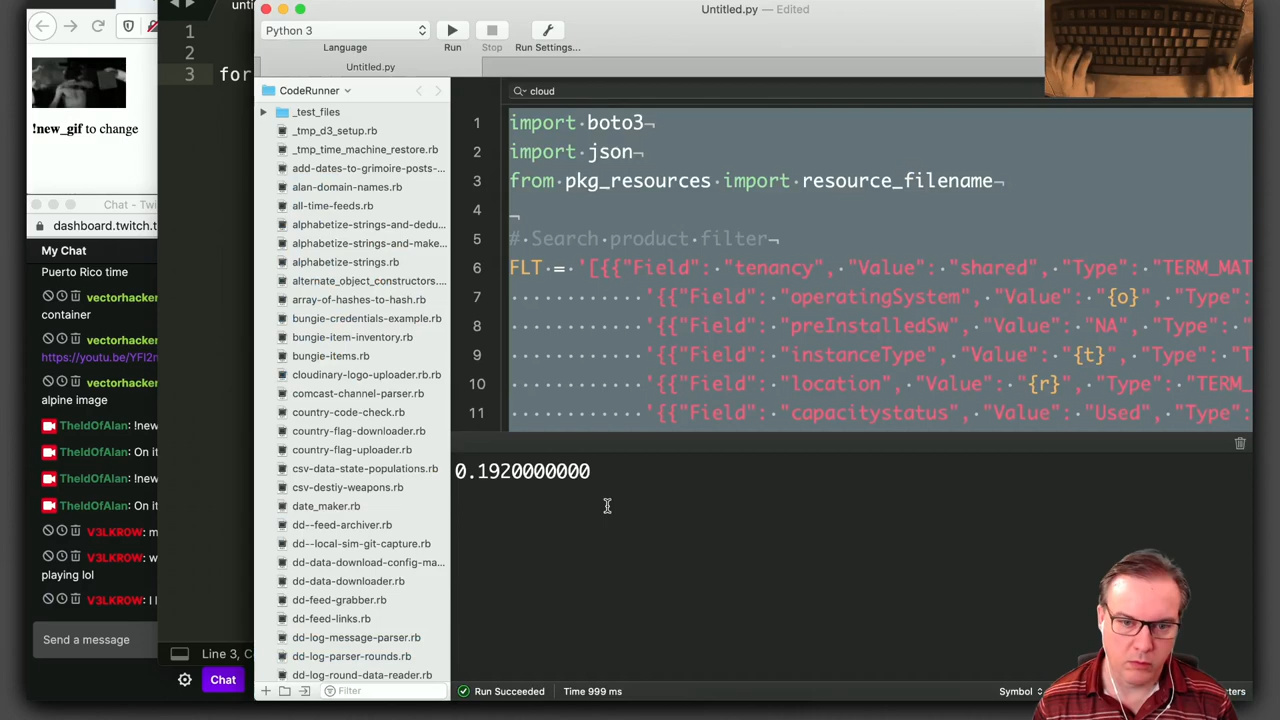 Untitled.py — Edited
Python 3
Language
Run
Stop
Run Settings...
Untitled.py
!new_gif to change
Chat - Tw
dashboard.twitch.t
My Chat
Puerto Rico time
vectorhacker
container
vectorhacker
https://youtu.be/YFl2n
vectorhacker
alpine image
TheIdOfAlan: !new
TheIdOfAlan: On it
TheIdOfAlan: !new
TheIdOfAlan: On it
V3LKR0W: m
V3LKR0W: w
playing lol
V3LKR0W: I l
Send a message
Chat
1
2
3 for
Line 3, C
CodeRunner
_test_files
_tmp_d3_setup.rb
_tmp_time_machine_restore.rb
add-dates-to-grimoire-posts-...
alan-domain-names.rb
all-time-feeds.rb
alphabetize-strings-and-dedu...
alphabetize-strings-and-make...
alphabetize-strings.rb
alternate_object_constructors....
array-of-hashes-to-hash.rb
bungie-credentials-example.rb
bungie-item-inventory.rb
bungie-items.rb
cloudinary-logo-uploader.rb.rb
comcast-channel-parser.rb
country-code-check.rb
country-flag-downloader.rb
country-flag-uploader.rb
csv-data-state-populations.rb
csv-destiy-weapons.rb
date_maker.rb
dd--feed-archiver.rb
dd--local-sim-git-capture.rb
dd-data-download-config-ma...
dd-data-downloader.rb
dd-feed-grabber.rb
dd-feed-links.rb
dd-log-message-parser.rb
dd-log-parser-rounds.rb
dd-log-round-data-reader.rb
Filter
cloud
1 import boto3¬
2 import json¬
3 from pkg_resources import resource_filename¬
4 ¬
5 # Search product filter¬
6 FLT = '[{{"Field": "tenancy", "Value": "shared", "Type": "TERM_MAT
7 '{{"Field": "operatingSystem", "Value": "{o}", "Type":
8 '{{"Field": "preInstalledSw", "Value": "NA", "Type":
9 '{{"Field": "instanceType", "Value": "{t}", "Type": "T
10 '{{"Field": "location", "Value": "{r}", "Type": "TERM_
11 '{{"Field": "capacitystatus", "Value": "Used", "Type":
0.1920000000
Run Succeeded
Time 999 ms
Symbol
ters